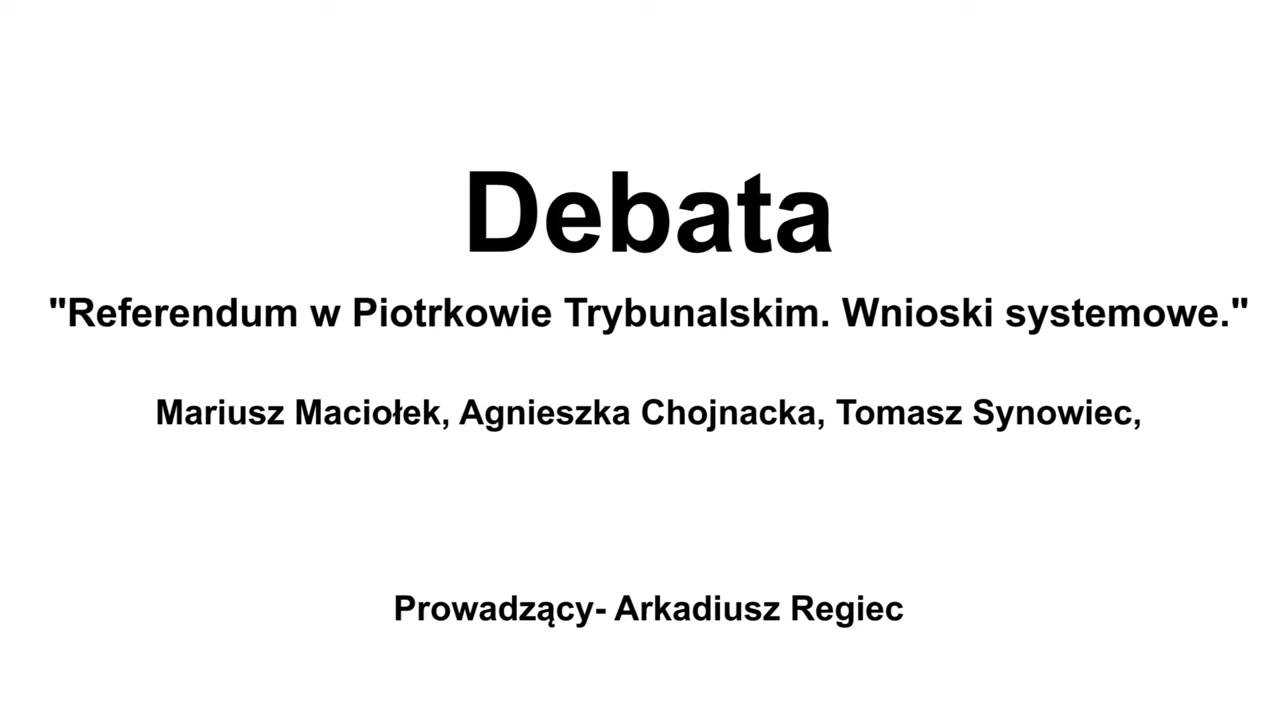 Debata
"Referendum w Piotrkowie Trybunalskim. Wnioski systemowe."
Mariusz Maciołek, Agnieszka Chojnacka, Tomasz Synowiec,
Prowadzący- Arkadiusz Regiec